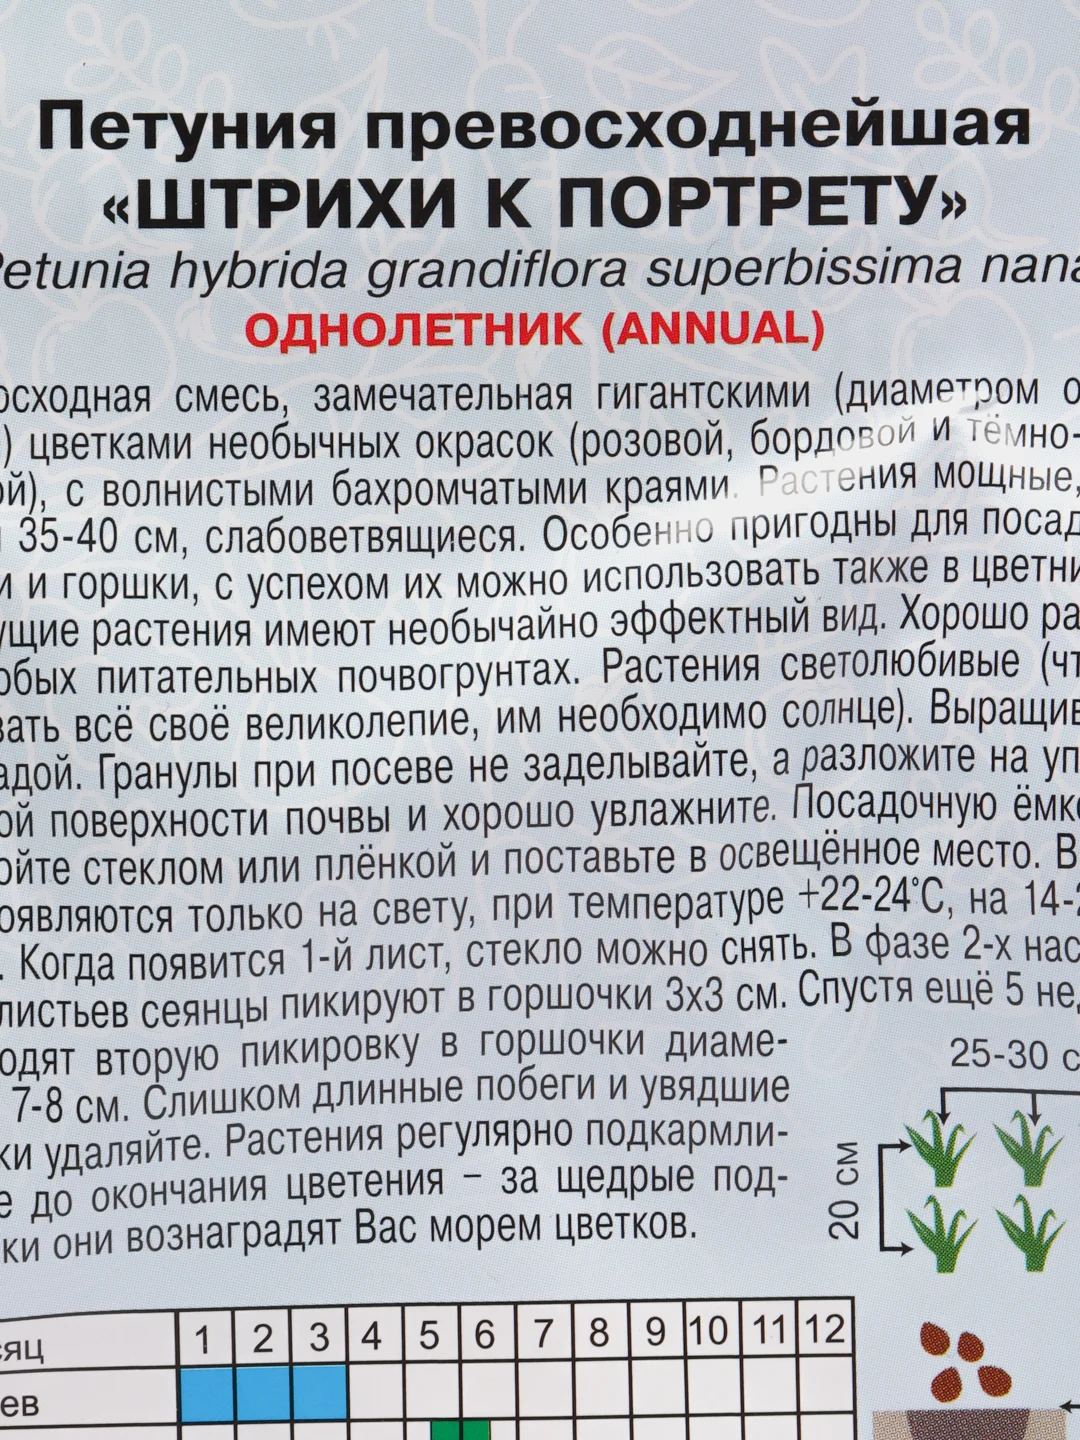 Петуния превосходнейшая
«ШТРИХИ К ПОРТРЕТУ»
Petunia hybrida grandiflora superbissima nana
ОДНОЛЕТНИК (ANNUAL)
осходная смесь, замечательная гигантскими (диаметром о
) цветками необычных окрасок (розовой, бордовой и тёмно-
ой), с волнистыми бахромчатыми краями. Растения мощные,
35-40 см, слабоветвящиеся. Особенно пригодны для посад
и и горшки, с успехом их можно использовать также в цветни
ущие растения имеют необычайно эффектный вид. Хорошо ра
обых питательных почвогрунтах. Растения светолюбивые (чт
вать всё своё великолепие, им необходимо солнце). Выращив
адой. Гранулы при посеве не заделывайте, а разложите на уп
ой поверхности почвы и хорошо увлажните. Посадочную ёмк
ойте стеклом или плёнкой и поставьте в освещённое место. В
оявляются только на свету, при температуре +22-24°С, на 14-2
. Когда появится 1-й лист, стекло можно снять. В фазе 2-х нас
листьев сеянцы пикируют в горшочки 3х3 см. Спустя ещё 5 не
одят вторую пикировку в горшочки диаме-
7-8 см. Слишком длинные побеги и увядшие
ки удаляйте. Растения регулярно подкармли-
е до окончания цветения – за щедрые под-
ки они вознаградят Вас морем цветков.
25-30 с
20 см
сяц 1 2 3 4 5 6 7 8 9 10 11 12
ев